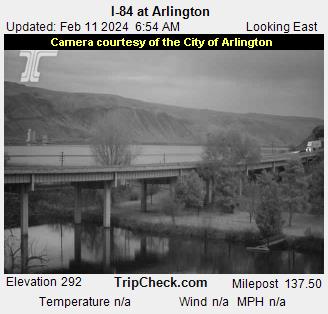 I-84 at Arlington
Updated: Feb 11 2024 6:54 AM Looking East
Camera courtesy of the City of Arlington
Elevation 292 TripCheck.com Milepost 137.50
Temperature n/a Wind n/a MPH n/a